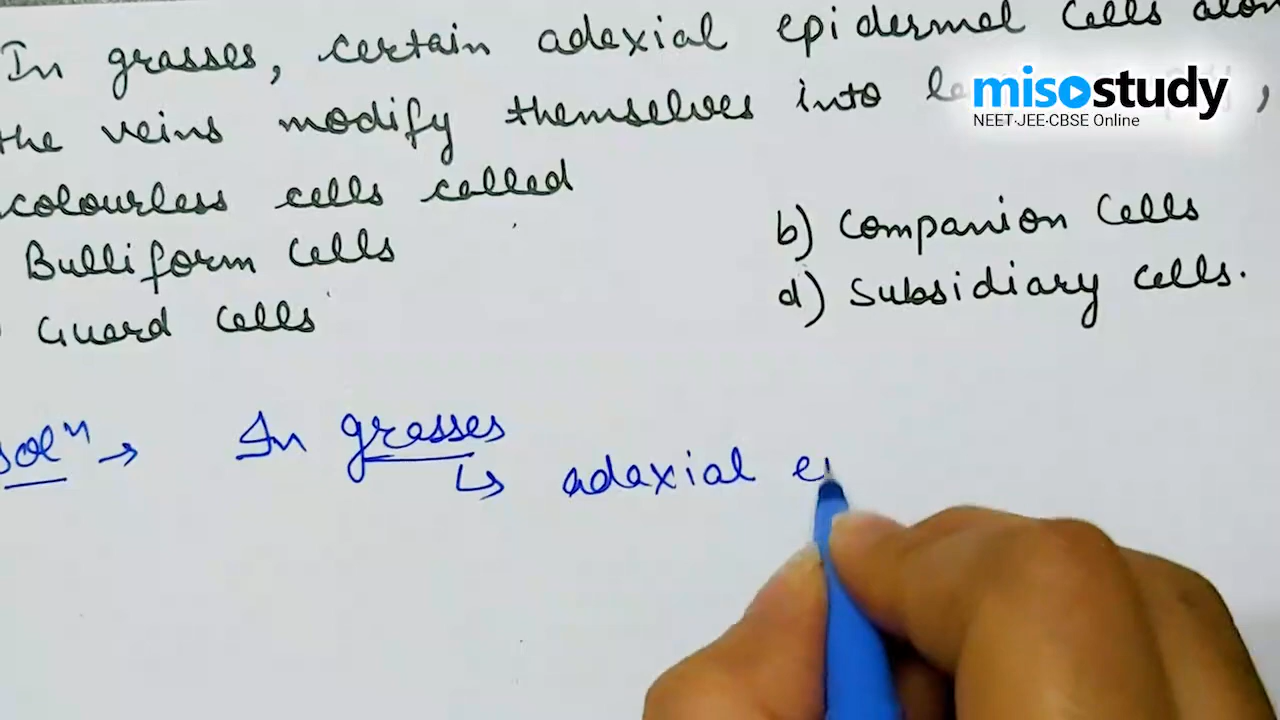 In grasses, certain adaxial epidermal cells
the veins modify themselves into
colourless cells called
Bulliform cells
b) Companion Cells
Guard cells
d) Subsidiary cells.
solⁿ → In grasses
↳ adaxial
misostudy
NEET·JEE·CBSE Online